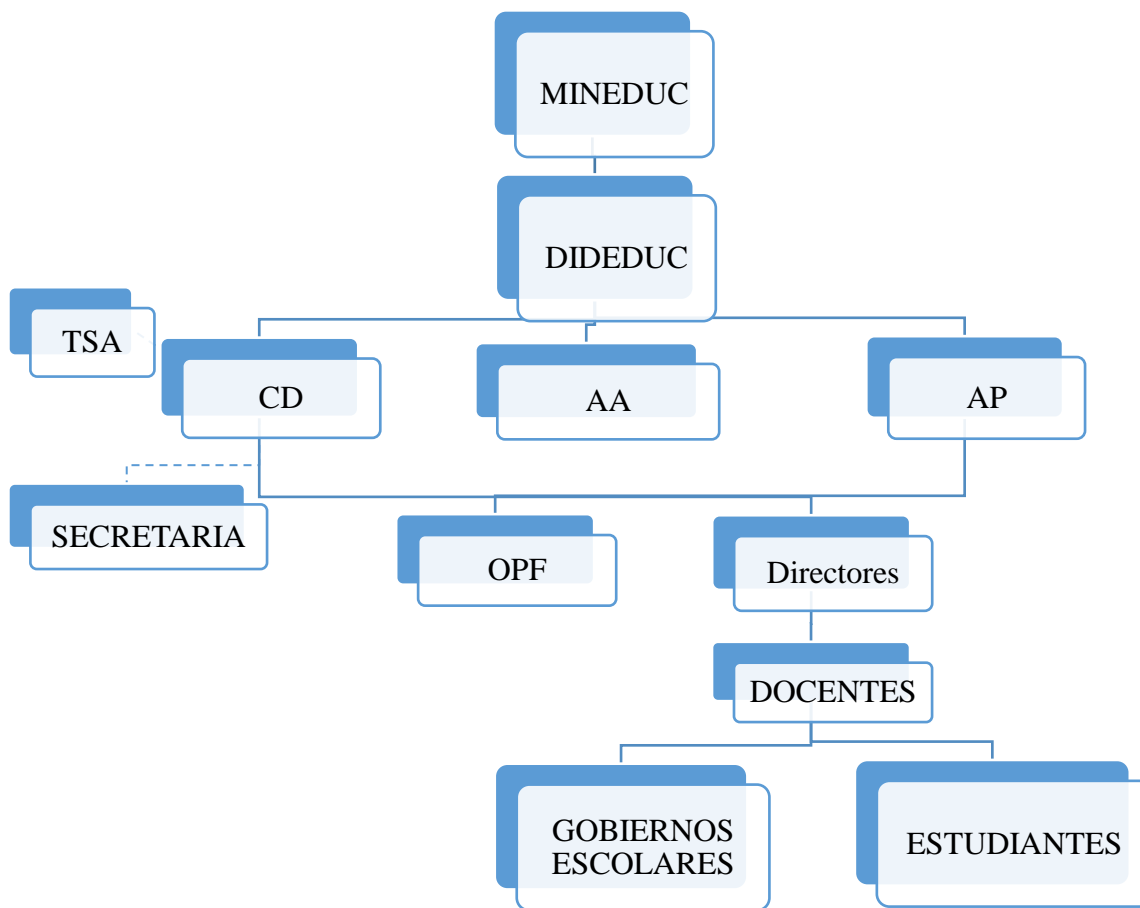 MINEDUC
DIDEDUC
TSA
CD
AA
AP
SECRETARIA
OPF
Directores
DOCENTES
GOBIERNOS
ESCOLARES
ESTUDIANTES